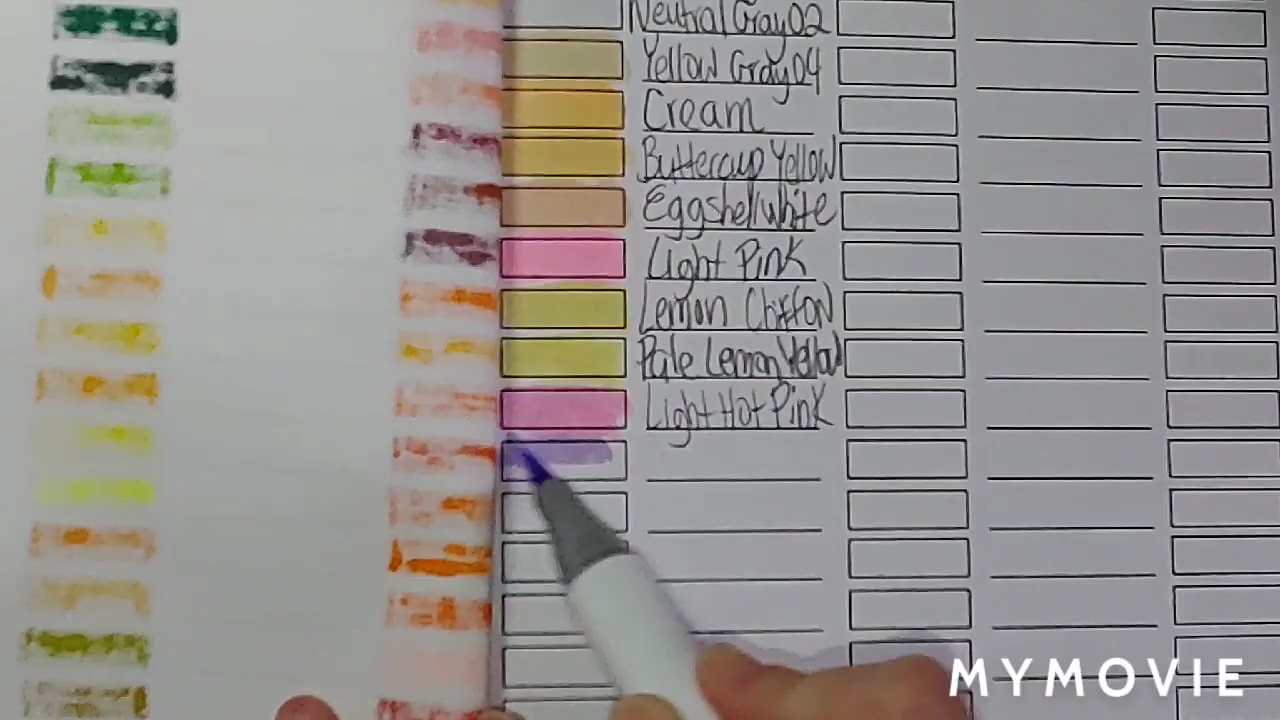 Neutral Gray 02
Yellow Gray 04
Cream
Buttercup Yellow
Eggshell white
Light Pink
Lemon Chiffon
Pale Lemon Yellow
Light Hot Pink
MYMOVIE